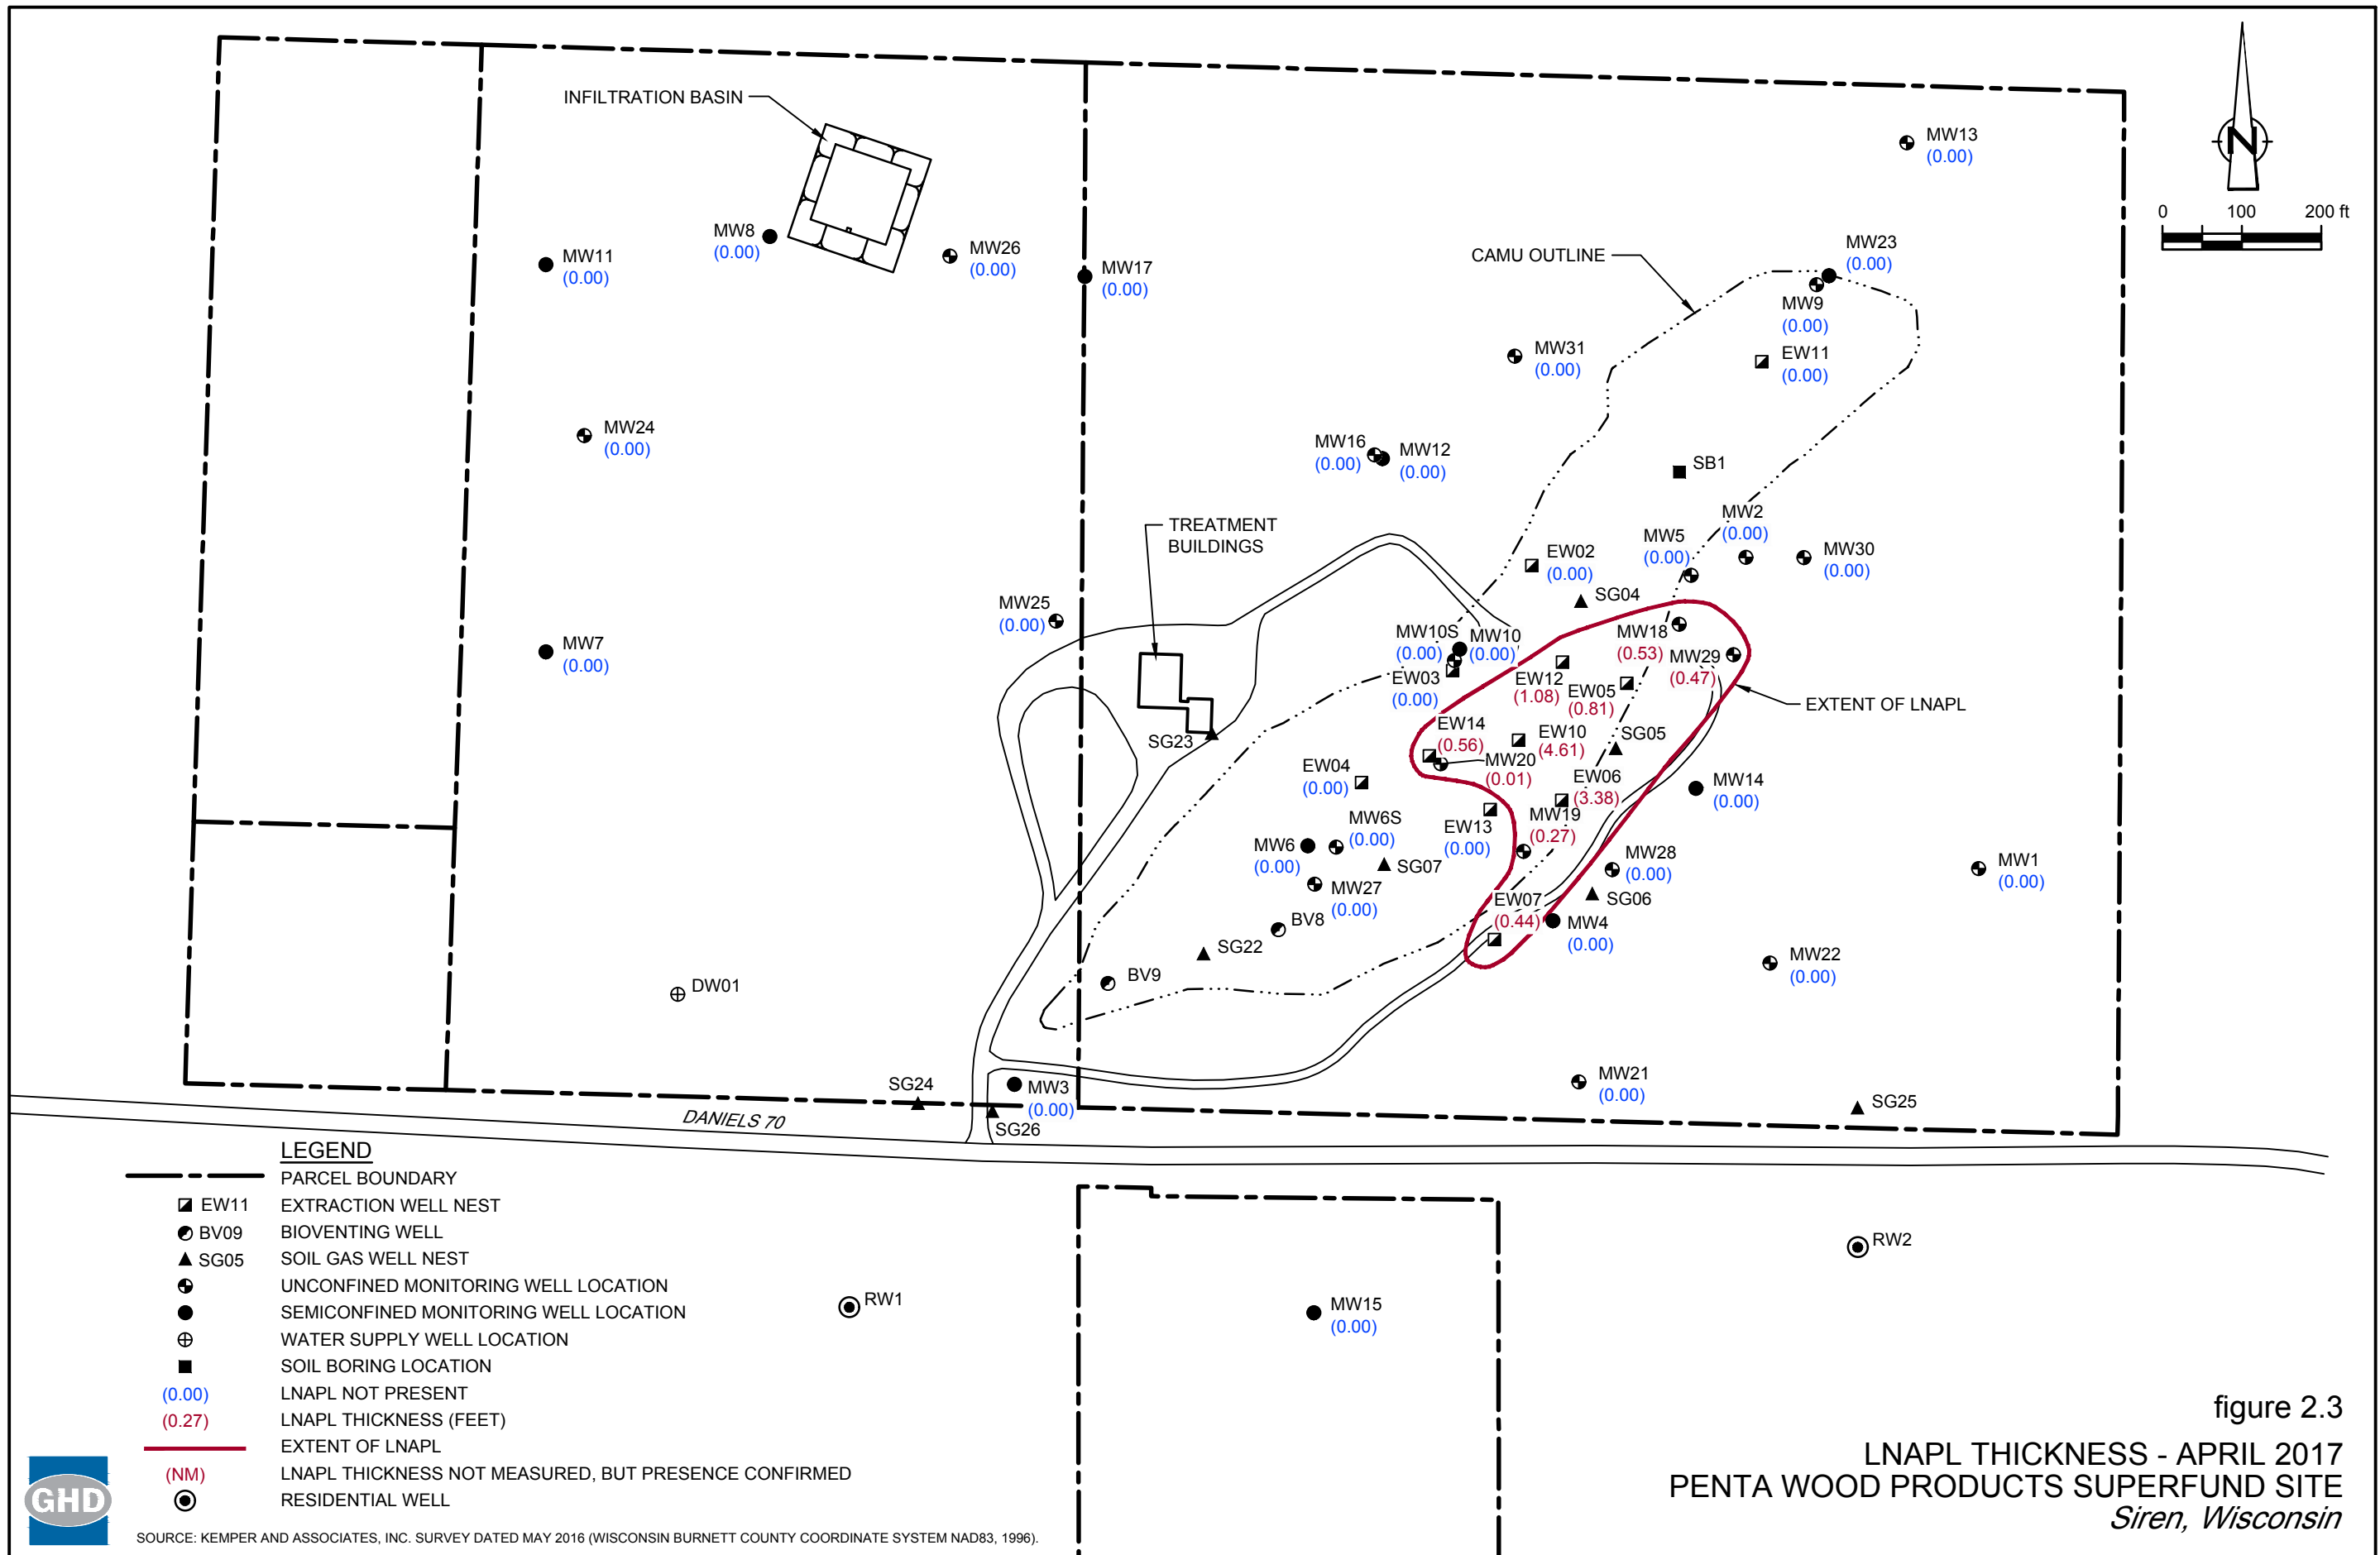 INFILTRATION BASIN
MW13
(0.00)
N
0 100 200 ft
MW8
(0.00)
MW11
(0.00)
MW26
(0.00)
MW17
(0.00)
CAMU OUTLINE
MW23
(0.00)
MW9
(0.00)
EW11
(0.00)
MW31
(0.00)
MW24
(0.00)
MW16
(0.00)
MW12
(0.00)
SB1
TREATMENT
BUILDINGS
MW2
(0.00)
MW5
(0.00)
MW30
(0.00)
EW02
(0.00)
SG04
MW25
(0.00)
MW7
(0.00)
MW10S
(0.00)
MW10
(0.00)
EW03
(0.00)
MW18
(0.53)
MW29
(0.47)
EW12
(1.08)
EW05
(0.81)
EXTENT OF LNAPL
EW14
(0.56)
EW10
(4.61)
SG05
SG23
MW20
(0.01)
EW04
(0.00)
EW06
(3.38)
MW14
(0.00)
MW6S
(0.00)
EW13
(0.00)
MW19
(0.27)
MW6
(0.00)
SG07
MW28
(0.00)
MW1
(0.00)
MW27
(0.00)
SG06
EW07
(0.44)
BV8
MW4
(0.00)
SG22
MW22
(0.00)
BV9
DW01
SG24
MW3
(0.00)
MW21
(0.00)
SG25
SG26
DANIELS 70
LEGEND
PARCEL BOUNDARY
EW11 EXTRACTION WELL NEST
BV09 BIOVENTING WELL
SG05 SOIL GAS WELL NEST
UNCONFINED MONITORING WELL LOCATION
SEMICONFINED MONITORING WELL LOCATION
WATER SUPPLY WELL LOCATION
SOIL BORING LOCATION
(0.00) LNAPL NOT PRESENT
(0.27) LNAPL THICKNESS (FEET)
EXTENT OF LNAPL
(NM) LNAPL THICKNESS NOT MEASURED, BUT PRESENCE CONFIRMED
RESIDENTIAL WELL
RW1
RW2
MW15
(0.00)
GHD
SOURCE: KEMPER AND ASSOCIATES, INC. SURVEY DATED MAY 2016 (WISCONSIN BURNETT COUNTY COORDINATE SYSTEM NAD83, 1996).
figure 2.3
LNAPL THICKNESS - APRIL 2017
PENTA WOOD PRODUCTS SUPERFUND SITE
Siren, Wisconsin